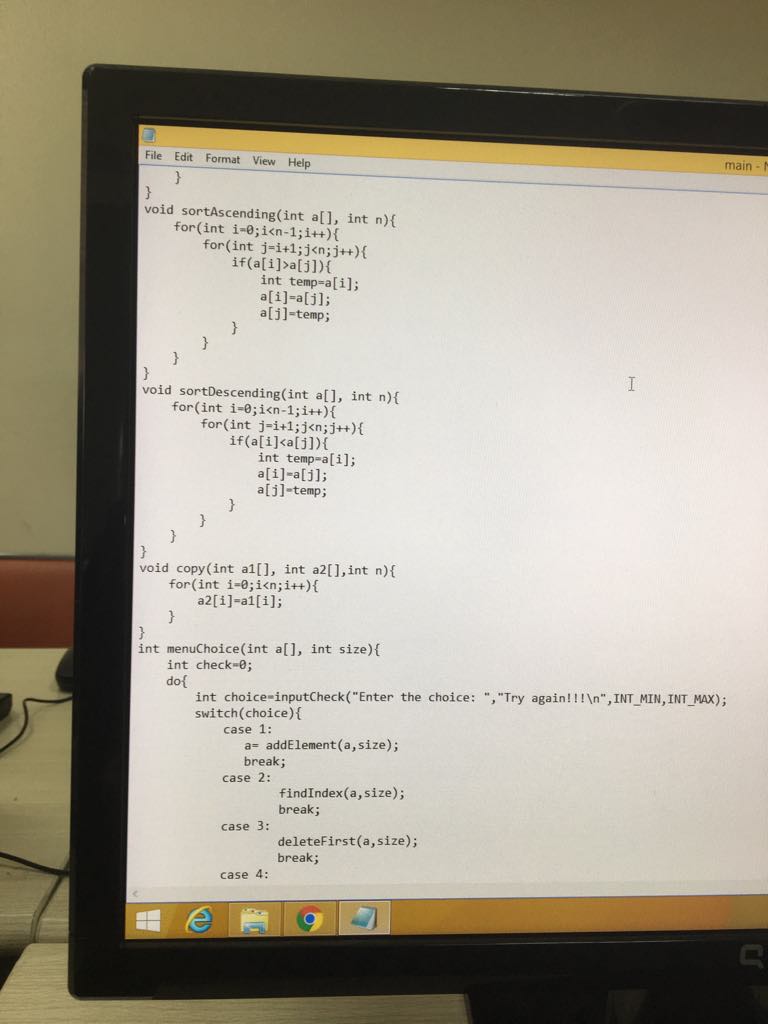 main -
File Edit Format View Help
        }
}
void sortAscending(int a[], int n){
    for(int i=0;i<n-1;i++){
        for(int j=i+1;j<n;j++){
            if(a[i]>a[j]){
                int temp=a[i];
                a[i]=a[j];
                a[j]=temp;
            }
        }
    }
}
void sortDescending(int a[], int n){
    for(int i=0;i<n-1;i++){
        for(int j=i+1;j<n;j++){
            if(a[i]<a[j]){
                int temp=a[i];
                a[i]=a[j];
                a[j]=temp;
            }
        }
    }
}
void copy(int a1[], int a2[],int n){
    for(int i=0;i<n;i++){
        a2[i]=a1[i];
    }
}
int menuChoice(int a[], int size){
    int check=0;
    do{
        int choice=inputCheck("Enter the choice: ","Try again!!!\n",INT_MIN,INT_MAX);
        switch(choice){
            case 1:
               a= addElement(a,size);
               break;
            case 2:
                    findIndex(a,size);
                    break;
            case 3:
                    deleteFirst(a,size);
                    break;
            case 4: